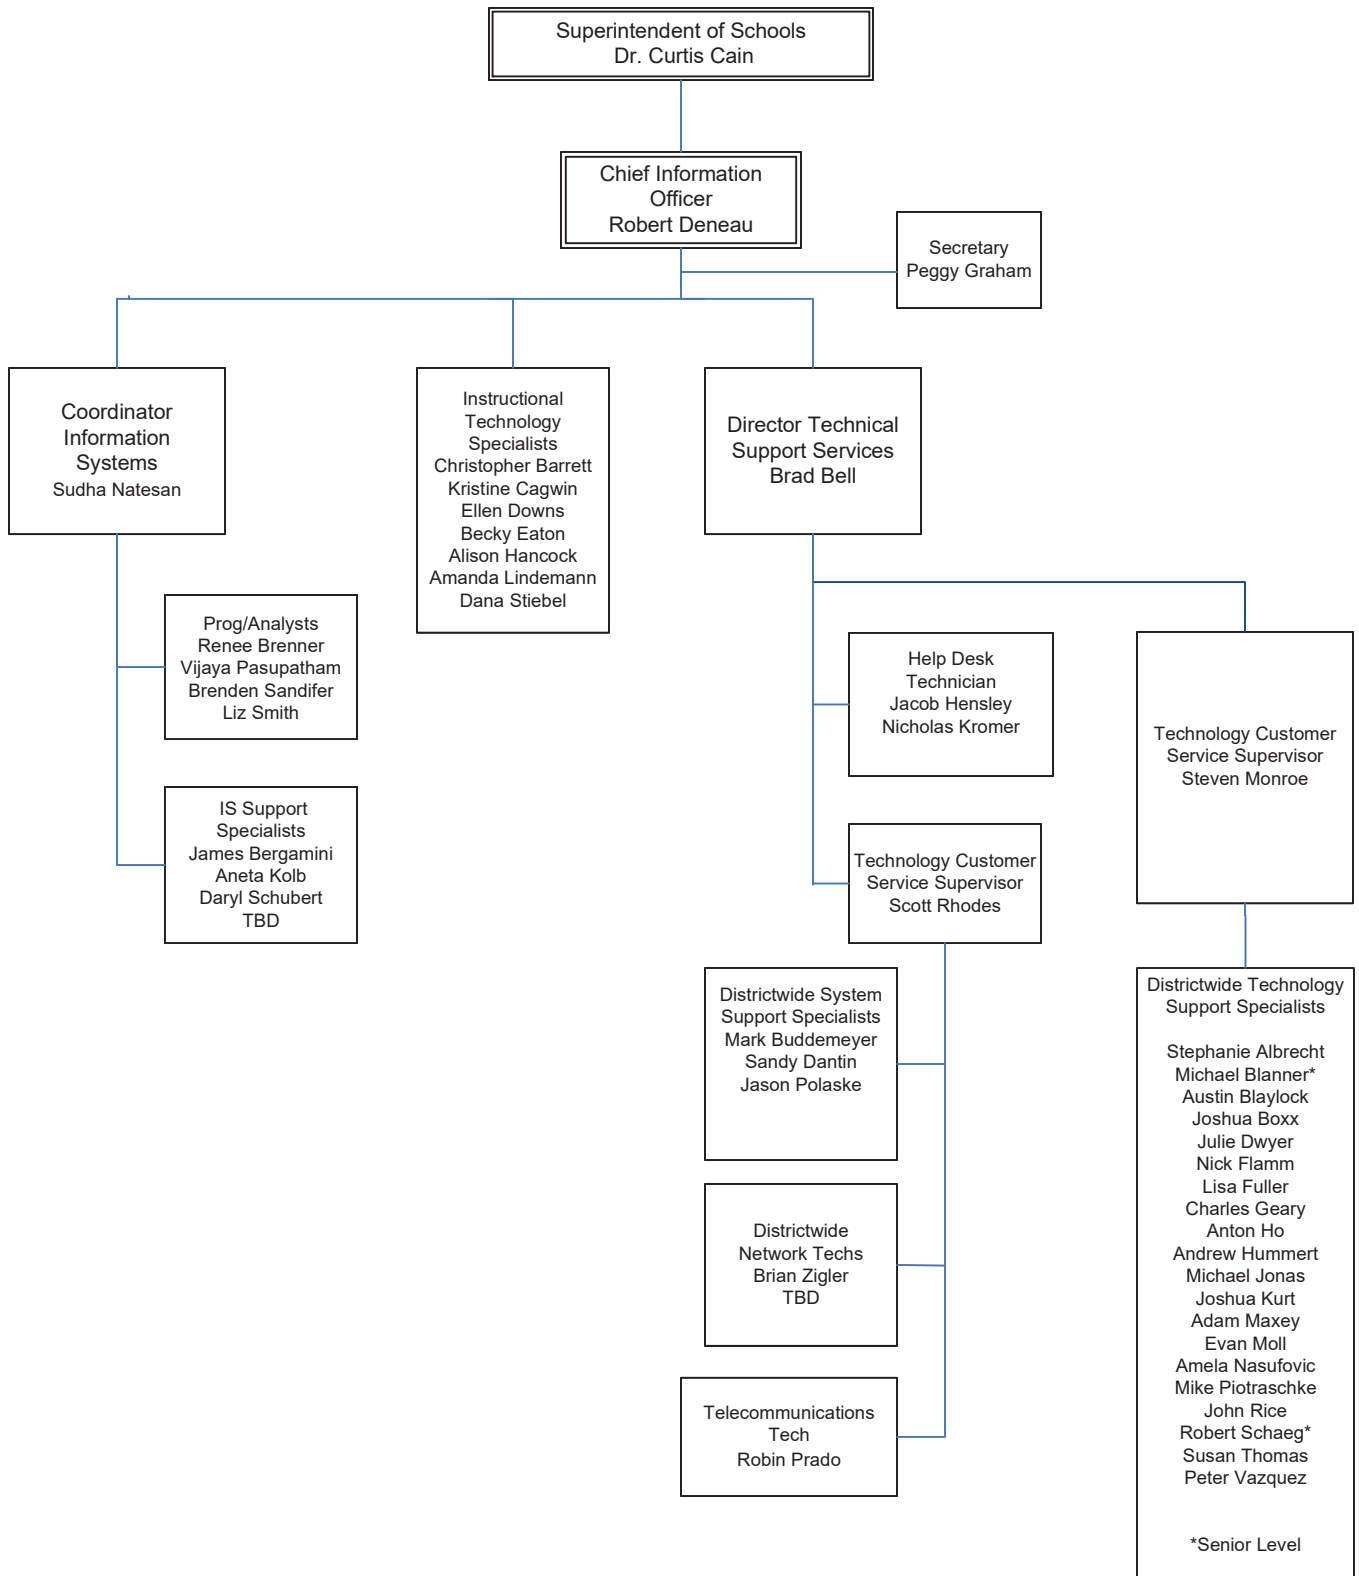 Superintendent of Schools
Dr. Curtis Cain
Chief Information
Officer
Robert Deneau
Secretary
Peggy Graham
Coordinator
Information
Systems
Sudha Natesan
Instructional
Technology
Specialists
Christopher Barrett
Kristine Cagwin
Ellen Downs
Becky Eaton
Alison Hancock
Amanda Lindemann
Dana Stiebel
Director Technical
Support Services
Brad Bell
Prog/Analysts
Renee Brenner
Vijaya Pasupatham
Brenden Sandifer
Liz Smith
IS Support
Specialists
James Bergamini
Aneta Kolb
Daryl Schubert
TBD
Help Desk
Technician
Jacob Hensley
Nicholas Kromer
Technology Customer
Service Supervisor
Scott Rhodes
Districtwide System
Support Specialists
Mark Buddemeyer
Sandy Dantin
Jason Polaske
Districtwide
Network Techs
Brian Zigler
TBD
Telecommunications
Tech
Robin Prado
Technology Customer
Service Supervisor
Steven Monroe
Districtwide Technology
Support Specialists
Stephanie Albrecht
Michael Blanner*
Austin Blaylock
Joshua Boxx
Julie Dwyer
Nick Flamm
Lisa Fuller
Charles Geary
Anton Ho
Andrew Hummert
Michael Jonas
Joshua Kurt
Adam Maxey
Evan Moll
Amela Nasufovic
Mike Piotraschke
John Rice
Robert Schaeg*
Susan Thomas
Peter Vazquez
*Senior Level